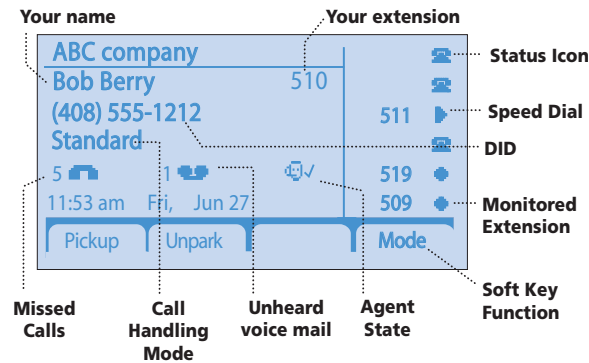 Your name
Your extension
ABC company
Bob Berry 510
(408) 555-1212
511
Standard
5 1
519
11:53 am Fri, Jun 27
509
Pickup Unpark Mode
Status Icon
Speed Dial
DID
Monitored
Extension
Soft Key
Function
Missed
Calls
Call
Handling
Mode
Unheard
voice mail
Agent
State